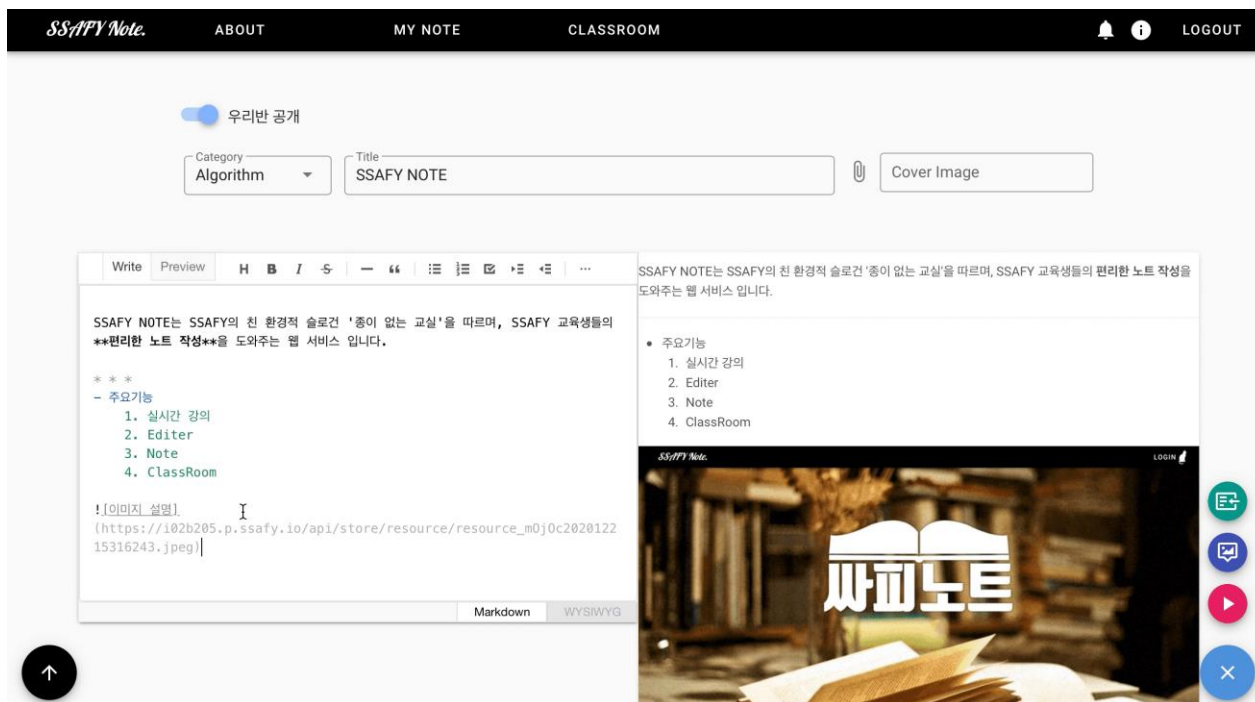 SSAFY Note.
ABOUT
MY NOTE
CLASSROOM
LOGOUT
우리반 공개
Category
Algorithm
Title
SSAFY NOTE
Cover Image
Write
Preview
H B I S
SSAFY NOTE는 SSAFY의 친 환경적 슬로건 '종이 없는 교실'을 따르며, SSAFY 교육생들의
**편리한 노트 작성**을 도와주는 웹 서비스 입니다.
* * *
- 주요기능
1. 실시간 강의
2. Editer
3. Note
4. ClassRoom
![이미지 설명]
(https://i02b205.p.ssafy.io/api/store/resource/resource_mOjOc2020122
15316243.jpeg)
Markdown
WYSIWYG
SSAFY NOTE는 SSAFY의 친 환경적 슬로건 '종이 없는 교실'을 따르며, SSAFY 교육생들의 편리한 노트 작성을
도와주는 웹 서비스 입니다.
• 주요기능
1. 실시간 강의
2. Editer
3. Note
4. ClassRoom
SSAFY Note.
LOGIN
싸피노트